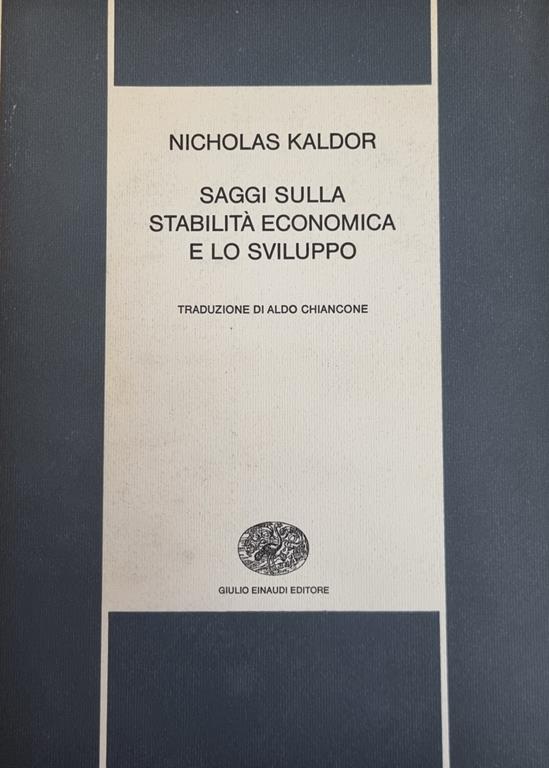 NICHOLAS KALDOR
SAGGI SULLA
STABILITÀ ECONOMICA
E LO SVILUPPO
TRADUZIONE DI ALDO CHIANCONE
GIULIO EINAUDI EDITORE